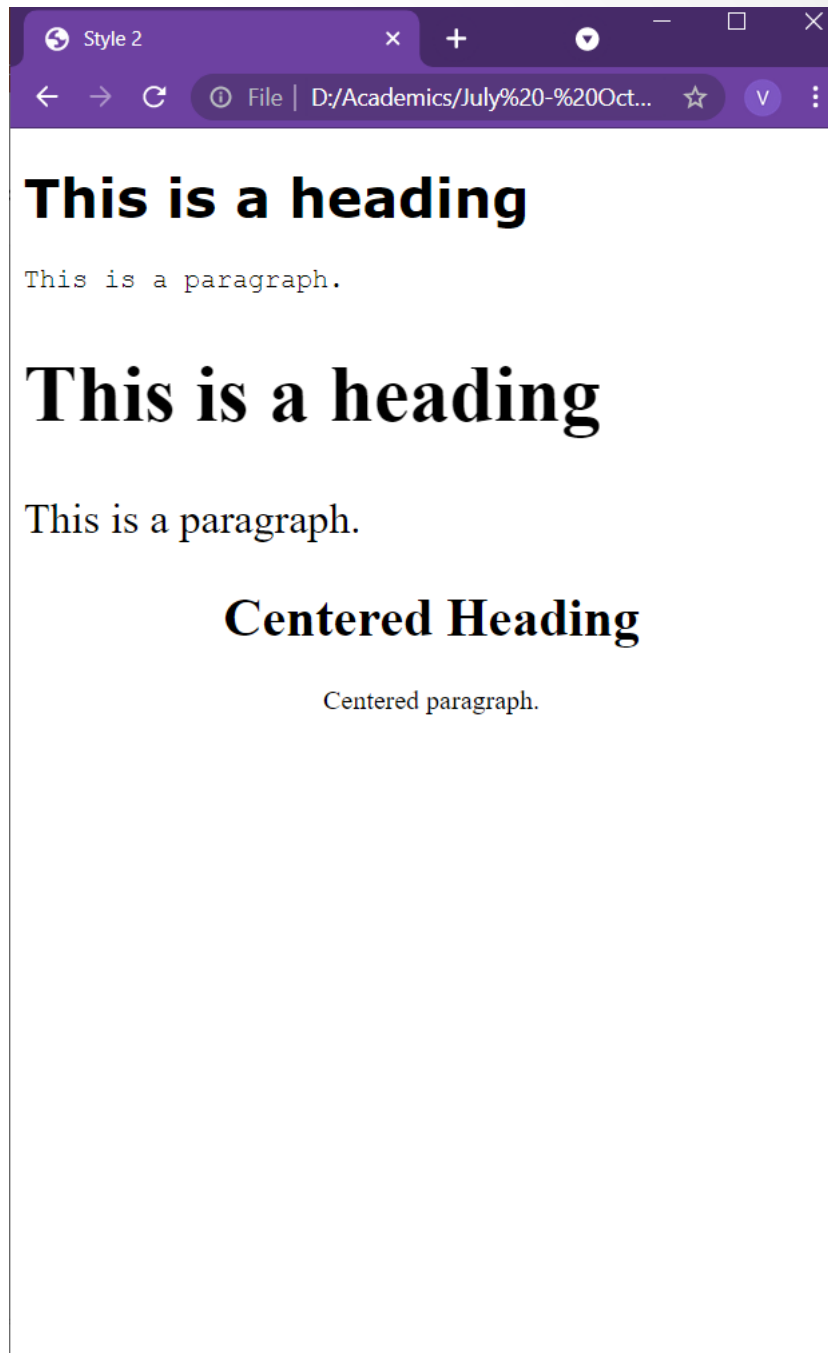 Style 2
File | D:/Academics/July%20-%20Oct...
V
This is a heading
This is a paragraph.
This is a heading
This is a paragraph.
Centered Heading
Centered paragraph.